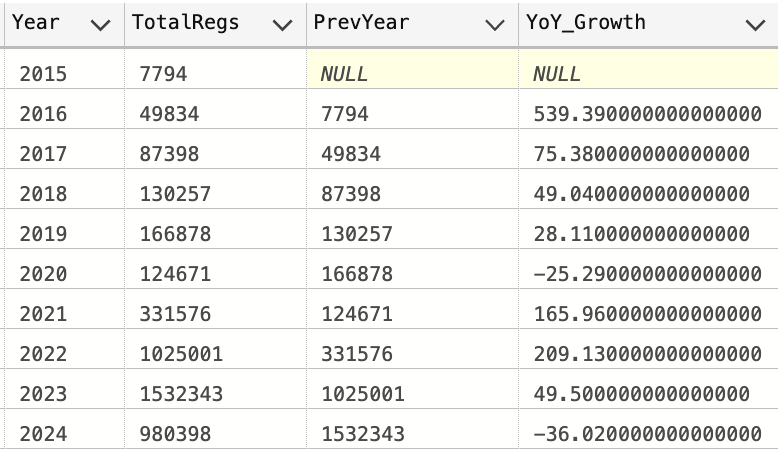 Year TotalRegs PrevYear YoY_Growth
2015 7794 NULL NULL
2016 49834 7794 539.390000000000000
2017 87398 49834 75.380000000000000
2018 130257 87398 49.040000000000000
2019 166878 130257 28.110000000000000
2020 124671 166878 -25.290000000000000
2021 331576 124671 165.960000000000000
2022 1025001 331576 209.130000000000000
2023 1532343 1025001 49.500000000000000
2024 980398 1532343 -36.020000000000000